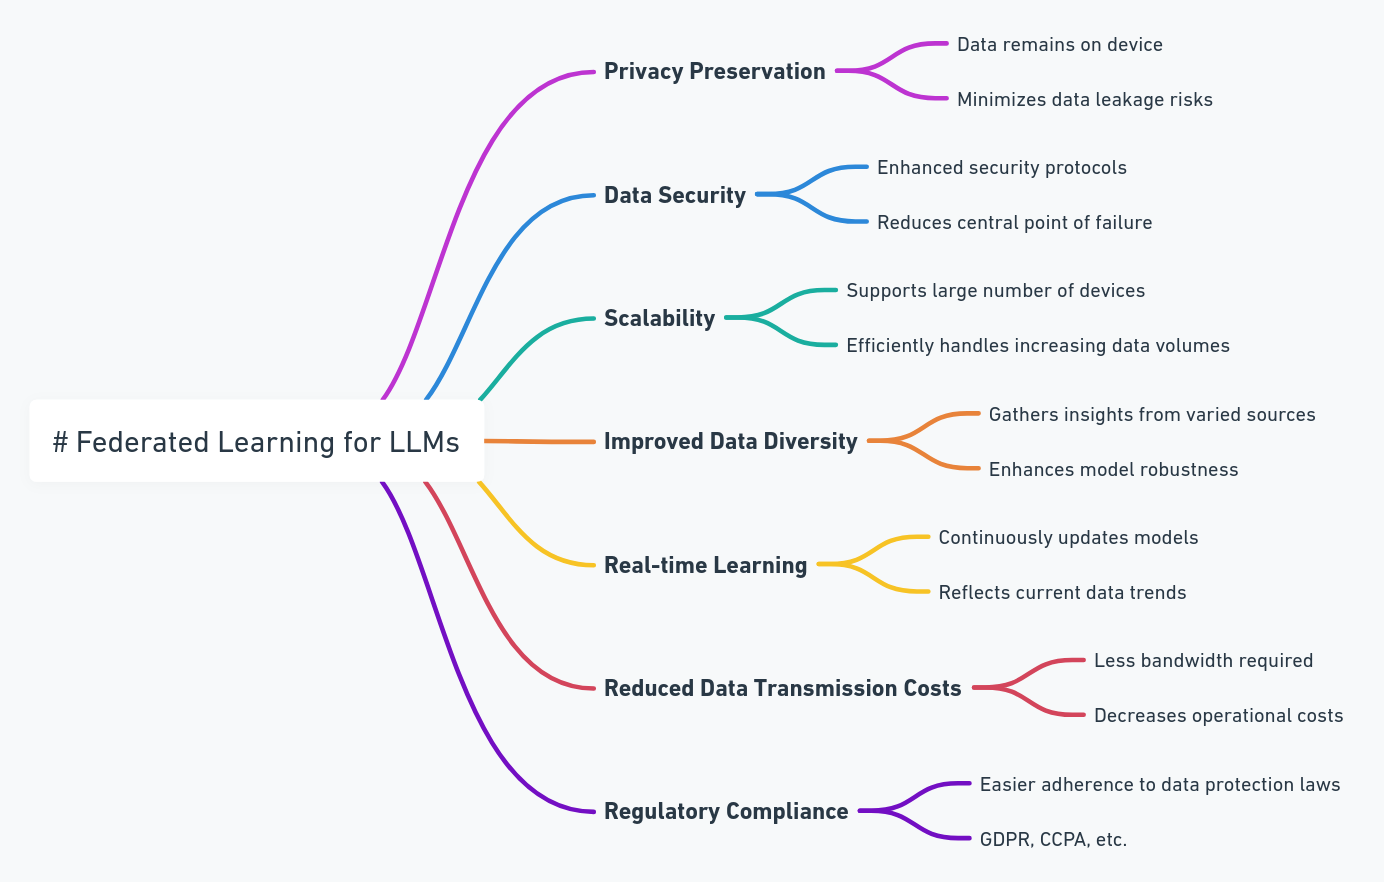 # Federated Learning for LLMs
Privacy Preservation
Data remains on device
Minimizes data leakage risks
Data Security
Enhanced security protocols
Reduces central point of failure
Scalability
Supports large number of devices
Efficiently handles increasing data volumes
Improved Data Diversity
Gathers insights from varied sources
Enhances model robustness
Real-time Learning
Continuously updates models
Reflects current data trends
Reduced Data Transmission Costs
Less bandwidth required
Decreases operational costs
Regulatory Compliance
Easier adherence to data protection laws
GDPR, CCPA, etc.